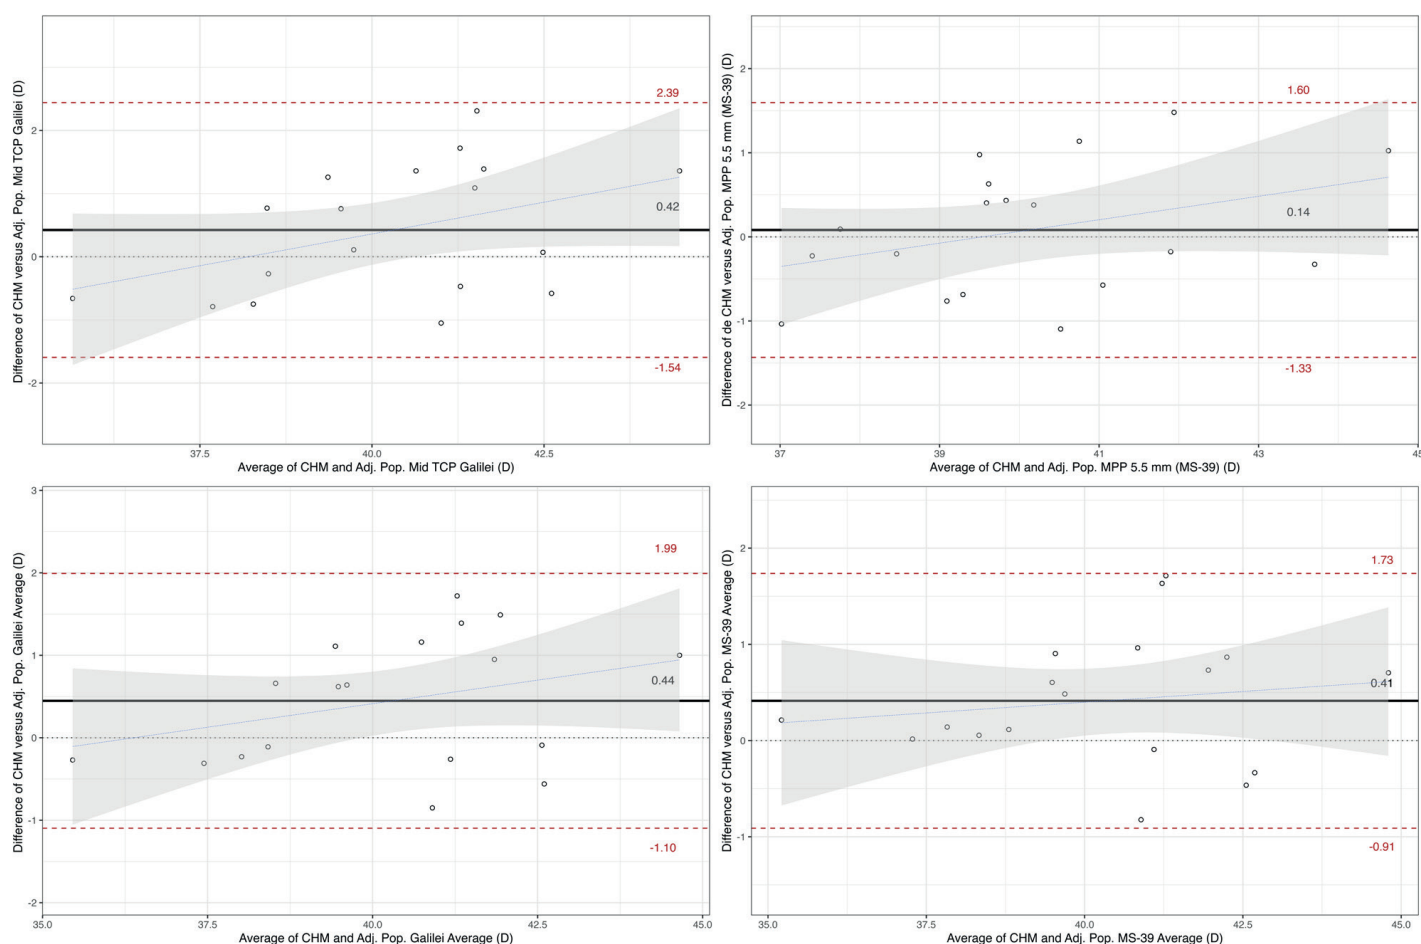 Difference of CHM versus Adj. Pop. Mid TCP Galilei (D)
2
0
-2
2.39
0.42
-1.54
37.5 40.0 42.5
Average of CHM and Adj. Pop. Mid TCP Galilei (D)
Difference of de CHM versus Adj. Pop. MPP 5.5 mm (MS-39) (D)
2
1
0
-1
-2
1.60
0.14
-1.33
37 39 41 43 45
Average of CHM and Adj. Pop. MPP 5.5 mm (MS-39) (D)
Difference of CHM versus Adj. Pop. Galilei Average (D)
3
2
1
0
-1
-2
1.99
0.44
-1.10
35.0 37.5 40.0 42.5 45.0
Average of CHM and Adj. Pop. Galilei Average (D)
Difference of CHM versus Adj. Pop. MS-39 Average (D)
2
1
0
-1
1.73
0.41
-0.91
35.0 37.5 40.0 42.5 45.0
Average of CHM and Adj. Pop. MS-39 Average (D)